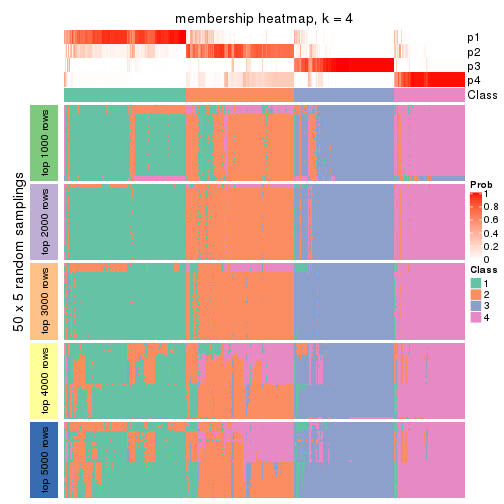 membership heatmap, k = 4
p1
p2
p3
p4
Class
50 x 5 random samplings
top 1000 rows
top 2000 rows
top 3000 rows
top 4000 rows
top 5000 rows
Prob
1
0.8
0.6
0.4
0.2
0
Class
1
2
3
4